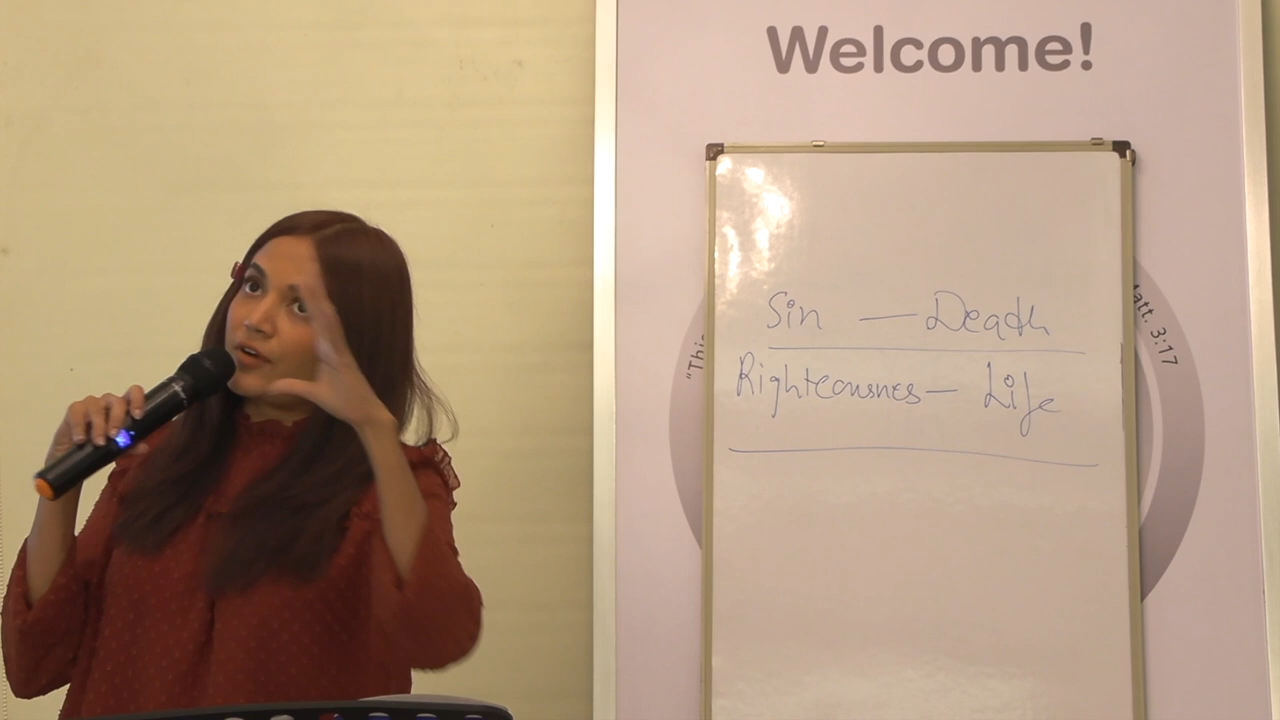 Welcome!
Sin — Death
Righteousnes — Life
"This
Matt. 3:17